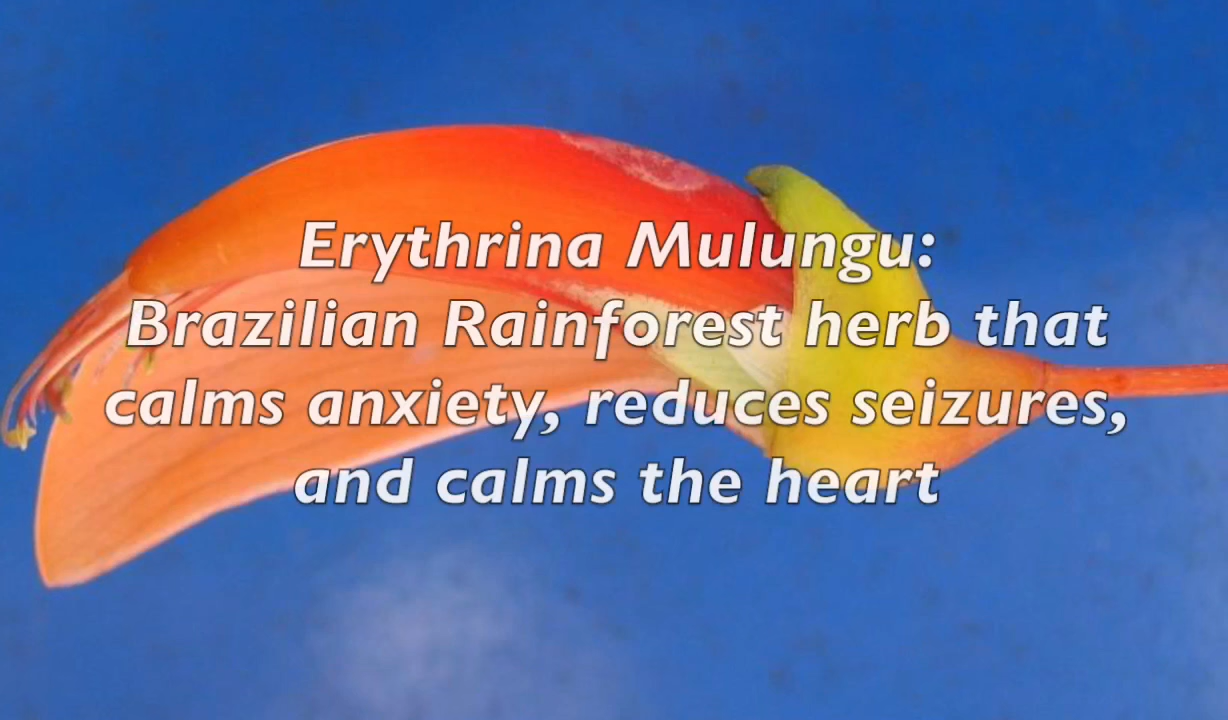 Erythrina Mulungu:
Brazilian Rainforest herb that
calms anxiety, reduces seizures,
and calms the heart